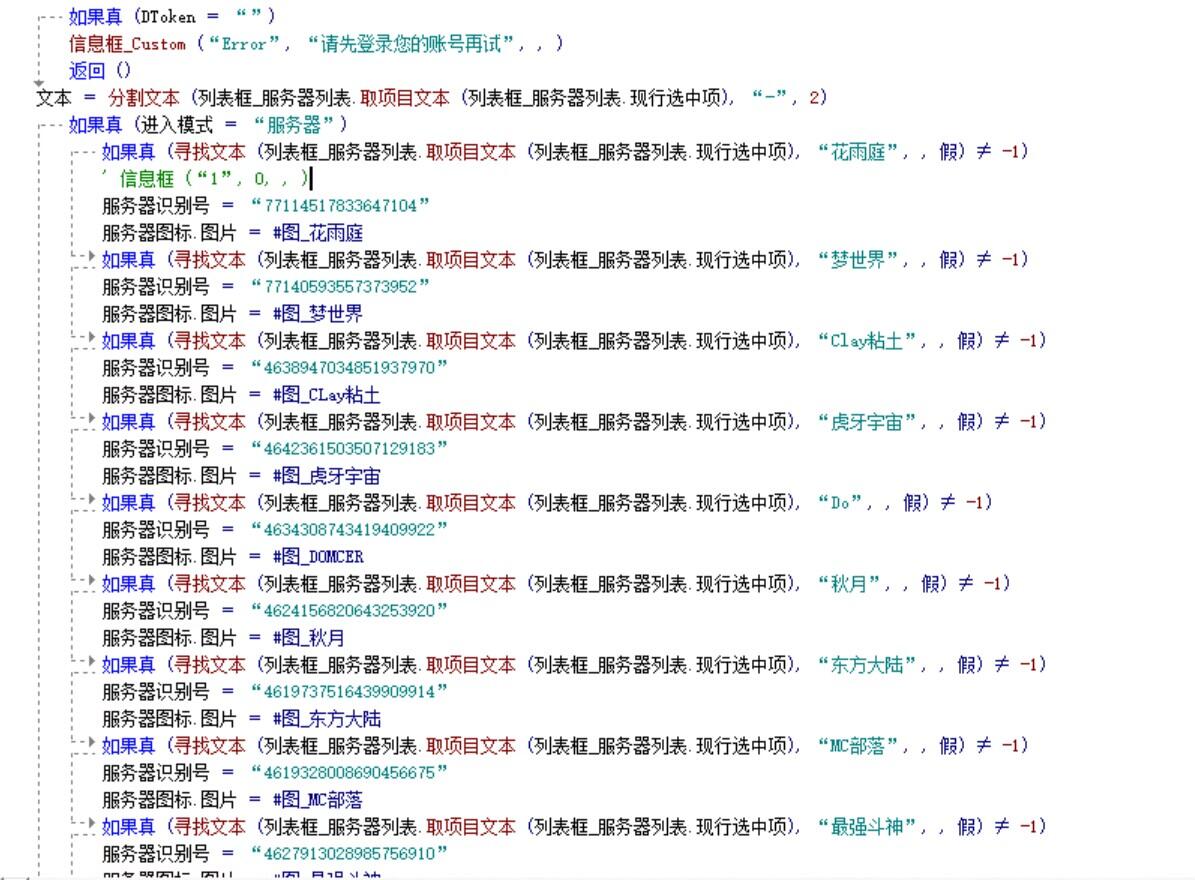 如果真 (DToken = “”)
信息框_Custom (“Error”, “请先登录您的账号再试”, , )
返回 ()
文本 = 分割文本 (列表框_服务器列表.取项目文本 (列表框_服务器列表.现行选中项), “-”, 2)
如果真 (进入模式 = “服务器”)
如果真 (寻找文本 (列表框_服务器列表.取项目文本 (列表框_服务器列表.现行选中项), “花雨庭”, , 假) ≠ -1)
' 信息框 (“1”, 0, , )
服务器识别号 = “77114517833647104”
服务器图标.图片 = #图_花雨庭
如果真 (寻找文本 (列表框_服务器列表.取项目文本 (列表框_服务器列表.现行选中项), “梦世界”, , 假) ≠ -1)
服务器识别号 = “77140593557373952”
服务器图标.图片 = #图_梦世界
如果真 (寻找文本 (列表框_服务器列表.取项目文本 (列表框_服务器列表.现行选中项), “Clay粘土”, , 假) ≠ -1)
服务器识别号 = “4638947034851937970”
服务器图标.图片 = #图_CLay粘土
如果真 (寻找文本 (列表框_服务器列表.取项目文本 (列表框_服务器列表.现行选中项), “虎牙宇宙”, , 假) ≠ -1)
服务器识别号 = “4642361503507129183”
服务器图标.图片 = #图_虎牙宇宙
如果真 (寻找文本 (列表框_服务器列表.取项目文本 (列表框_服务器列表.现行选中项), “Do”, , 假) ≠ -1)
服务器识别号 = “4634308743419409922”
服务器图标.图片 = #图_DOMCER
如果真 (寻找文本 (列表框_服务器列表.取项目文本 (列表框_服务器列表.现行选中项), “秋月”, , 假) ≠ -1)
服务器识别号 = “4624156820643253920”
服务器图标.图片 = #图_秋月
如果真 (寻找文本 (列表框_服务器列表.取项目文本 (列表框_服务器列表.现行选中项), “东方大陆”, , 假) ≠ -1)
服务器识别号 = “4619737516439909914”
服务器图标.图片 = #图_东方大陆
如果真 (寻找文本 (列表框_服务器列表.取项目文本 (列表框_服务器列表.现行选中项), “MC部落”, , 假) ≠ -1)
服务器识别号 = “4619328008690456675”
服务器图标.图片 = #图_MC部落
如果真 (寻找文本 (列表框_服务器列表.取项目文本 (列表框_服务器列表.现行选中项), “最强斗神”, , 假) ≠ -1)
服务器识别号 = “4627913028985756910”